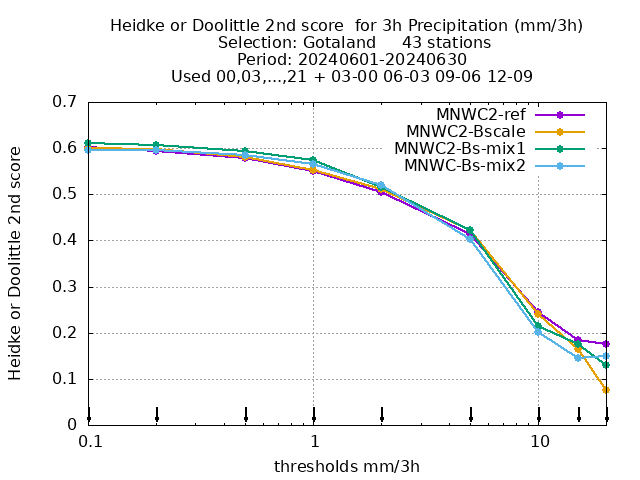 Heidke or Doolittle 2nd score  for 3h Precipitation (mm/3h)
Selection: Gotaland     43 stations
Period: 20240601-20240630
Used 00,03,...,21 + 03-00 06-03 09-06 12-09
MNWC2-ref
MNWC2-Bscale
MNWC2-Bs-mix1
MNWC-Bs-mix2
Heidke or Doolittle 2nd score
0.7
0.6
0.5
0.4
0.3
0.2
0.1
0
0.1 1 10
thresholds mm/3h